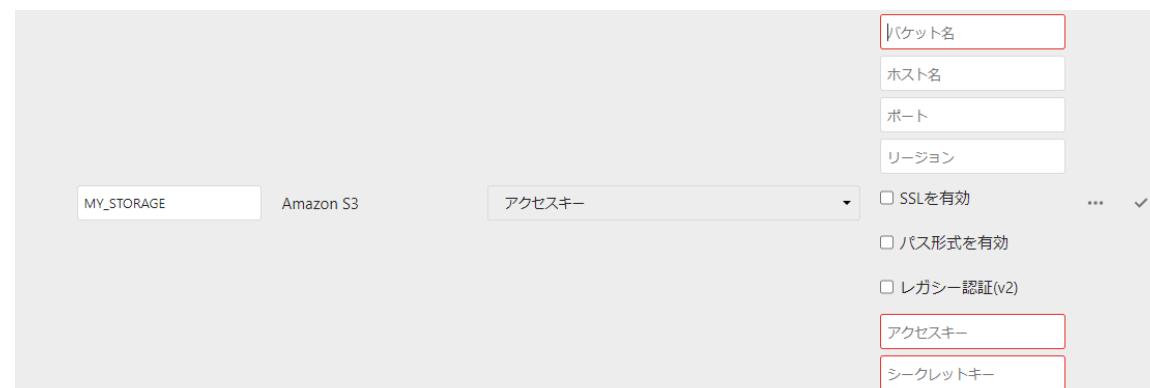 バケット名
ホスト名
ポート
リージョン
MY_STORAGE Amazon S3 アクセスキー SSLを有効 •••
パス形式を有効
レガシー認証(v2)
アクセスキー
シークレットキー